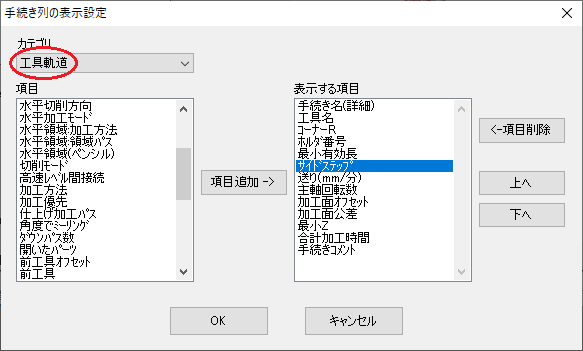 手続き列の表示設定
カテゴリ
工具軌道
項目
水平切削方向
水平加工モード
水平領域:加工方法
水平領域:領域パス
水平領域(ペンシル)
切削モード
高速レベル間接続
加工方法
加工優先
仕上げ加工パス
角度でミーリング
ダウンパス数
開いたパーツ
前工具オフセット
前工具
項目追加 ->
表示する項目
手続き名(詳細)
工具名
コーナーR
ホルダ番号
最小有効長
サイドステップ
送り(mm/分)
主軸回転数
加工面オフセット
加工面公差
最小Z
合計加工時間
手続きコメント
<-項目削除
上へ
下へ
OK
キャンセル